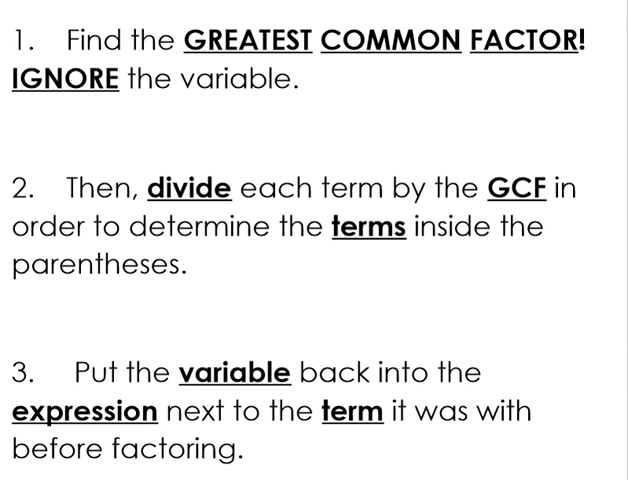 1. Find the GREATEST COMMON FACTOR!
IGNORE the variable.
2. Then, divide each term by the GCF in
order to determine the terms inside the
parentheses.
3. Put the variable back into the
expression next to the term it was with
before factoring.